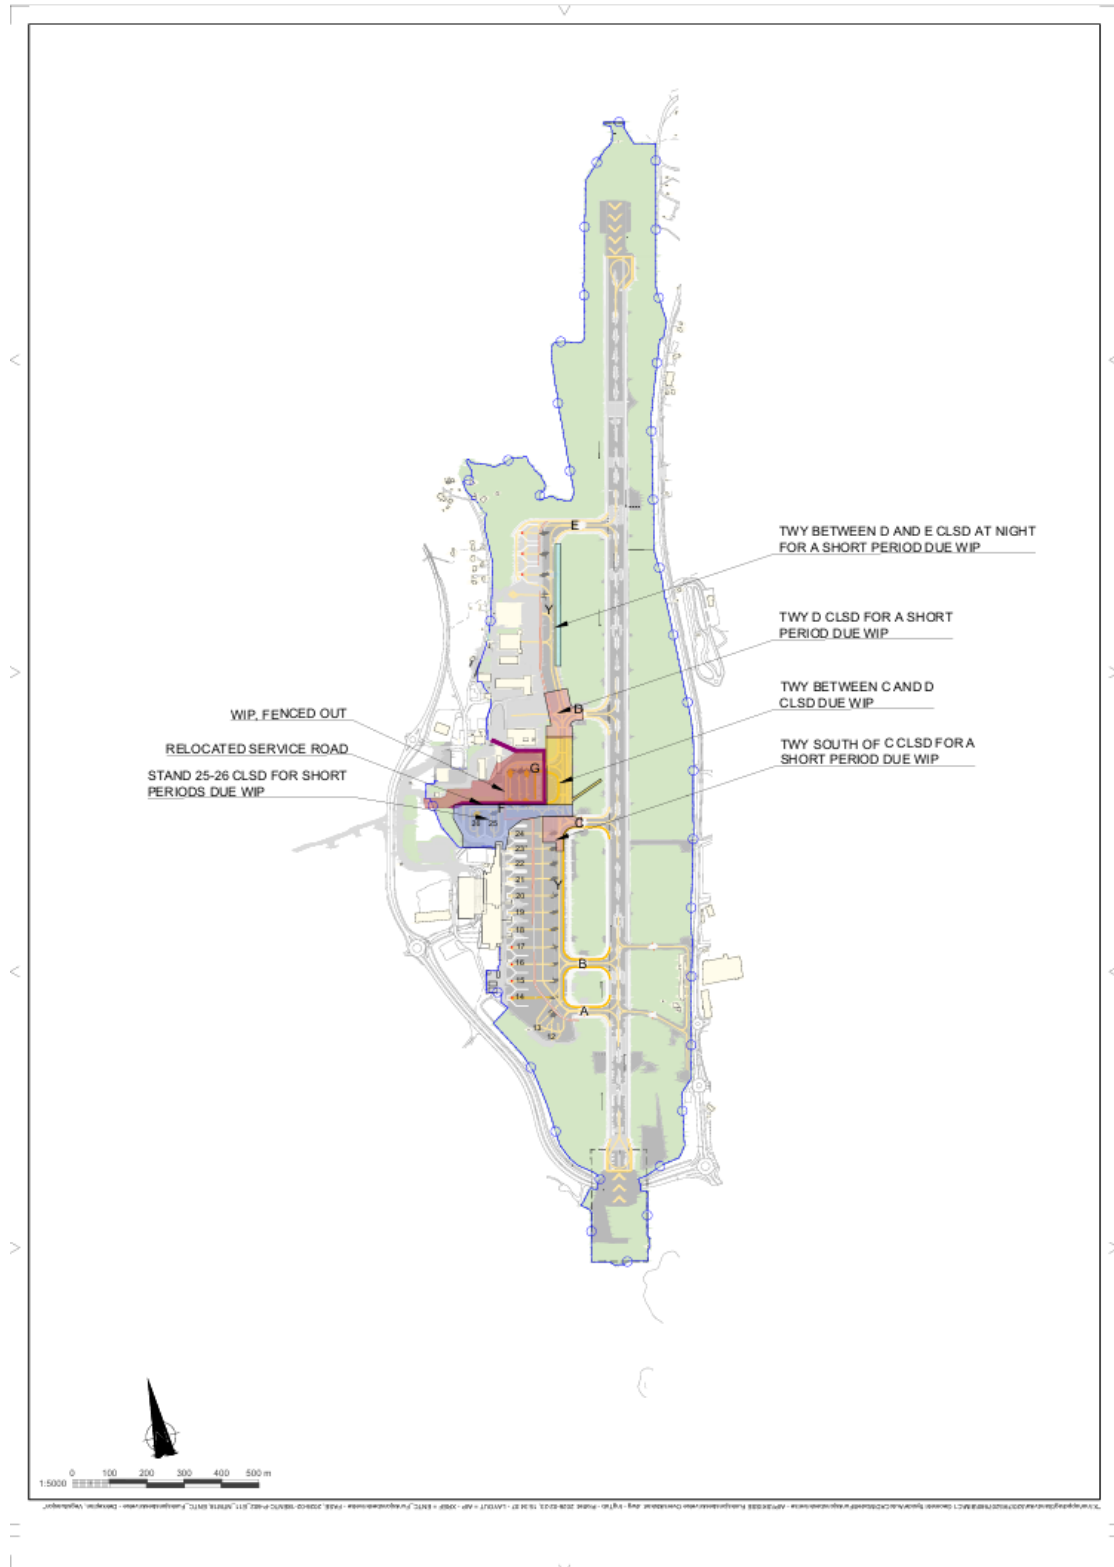 E
TWY BETWEEN D AND E CLSD AT NIGHT
FOR A SHORT PERIOD DUE WIP
Y
TWY D CLSD FOR A SHORT
PERIOD DUE WIP
TWY BETWEEN C AND D
CLSD DUE WIP
WIP, FENCED OUT
TWY SOUTH OF C CLSD FOR A
SHORT PERIOD DUE WIP
RELOCATED SERVICE ROAD
G
STAND 25-26 CLSD FOR SHORT
PERIODS DUE WIP
26 25
C
24
23
22
21
Y
20
19
18
17
16
B
15
14
A
13
12
0 100 200 300 400 500 m
1:5000